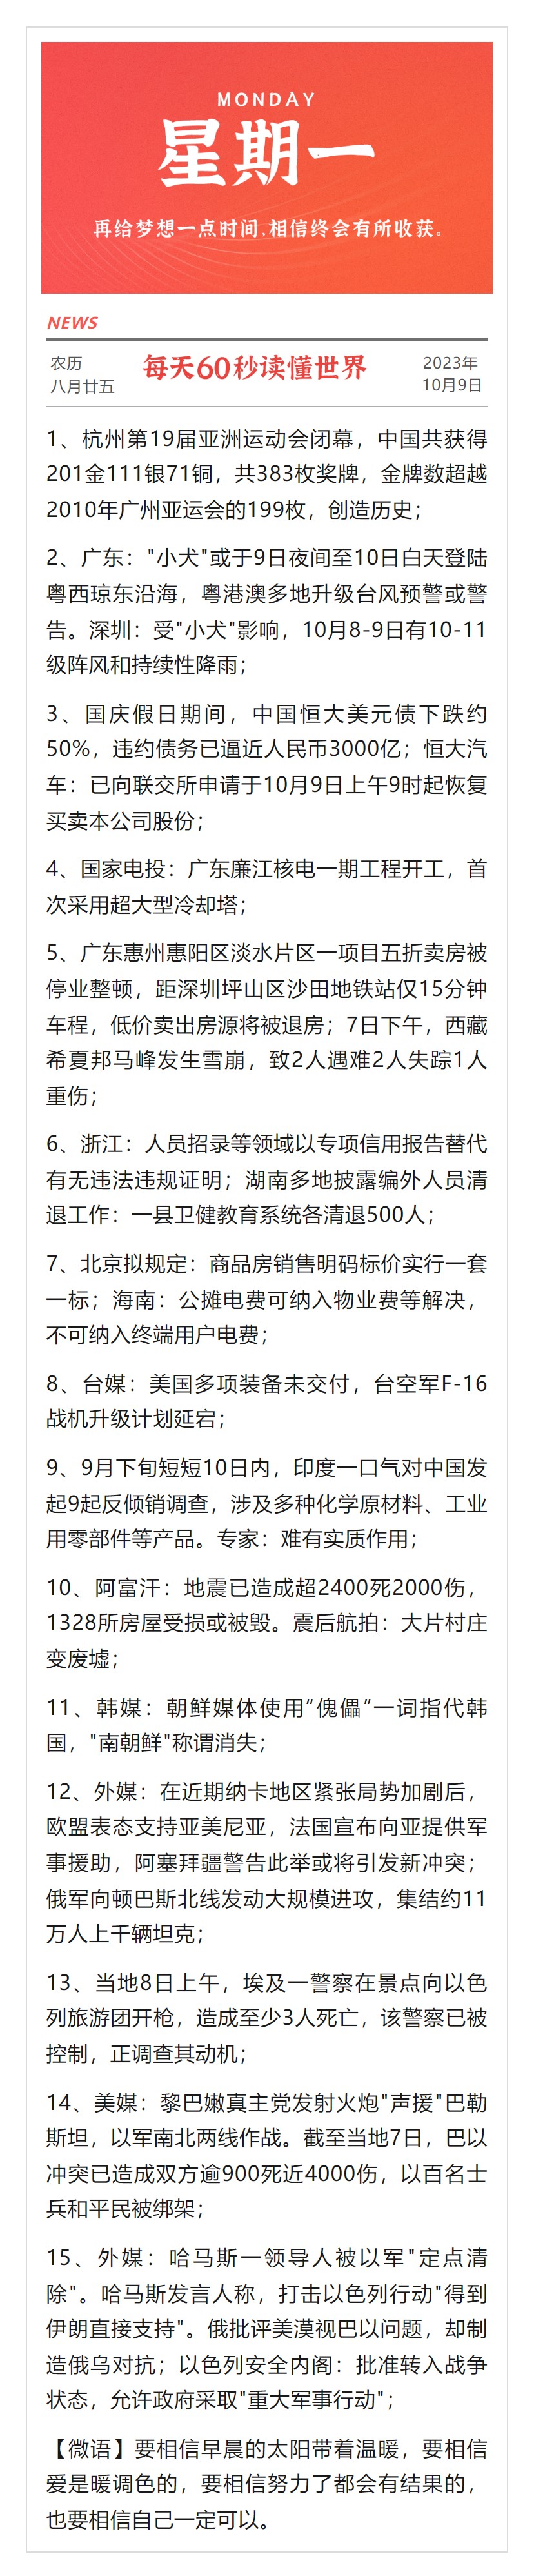 MONDAY
星期一
再给梦想一点时间,相信终会有所收获。
NEWS
农历
八月廿五
每天60秒读懂世界
2023年
10月9日
1、杭州第19届亚洲运动会闭幕，中国共获得
201金111银71铜，共383枚奖牌，金牌数超越
2010年广州亚运会的199枚，创造历史；
2、广东："小犬"或于9日夜间至10日白天登陆
粤西琼东沿海，粤港澳多地升级台风预警或警
告。深圳：受"小犬"影响，10月8-9日有10-11
级阵风和持续性降雨；
3、国庆假日期间，中国恒大美元债下跌约
50%，违约债务已逼近人民币3000亿；恒大汽
车：已向联交所申请于10月9日上午9时起恢复
买卖本公司股份；
4、国家电投：广东廉江核电一期工程开工，首
次采用超大型冷却塔；
5、广东惠州惠阳区淡水片区一项目五折卖房被
停业整顿，距深圳坪山区沙田地铁站仅15分钟
车程，低价卖出房源将被退房；7日下午，西藏
希夏邦马峰发生雪崩，致2人遇难2人失踪1人
重伤；
6、浙江：人员招录等领域以专项信用报告替代
有无违法违规证明；湖南多地披露编外人员清
退工作：一县卫健教育系统各清退500人；
7、北京拟规定：商品房销售明码标价实行一套
一标；海南：公摊电费可纳入物业费等解决，
不可纳入终端用户电费；
8、台媒：美国多项装备未交付，台空军F-16
战机升级计划延宕；
9、9月下旬短短10日内，印度一口气对中国发
起9起反倾销调查，涉及多种化学原材料、工业
用零部件等产品。专家：难有实质作用；
10、阿富汗：地震已造成超2400死2000伤，
1328所房屋受损或被毁。震后航拍：大片村庄
变废墟；
11、韩媒：朝鲜媒体使用“傀儡”一词指代韩
国，"南朝鲜"称谓消失；
12、外媒：在近期纳卡地区紧张局势加剧后，
欧盟表态支持亚美尼亚，法国宣布向亚提供军
事援助，阿塞拜疆警告此举或将引发新冲突；
俄军向顿巴斯北线发动大规模进攻，集结约11
万人上千辆坦克；
13、当地8日上午，埃及一警察在景点向以色
列旅游团开枪，造成至少3人死亡，该警察已被
控制，正调查其动机；
14、美媒：黎巴嫩真主党发射火炮"声援"巴勒
斯坦，以军南北两线作战。截至当地7日，巴以
冲突已造成双方逾900死近4000伤，以百名士
兵和平民被绑架；
15、外媒：哈马斯一领导人被以军"定点清
除"。哈马斯发言人称，打击以色列行动"得到
伊朗直接支持"。俄批评美漠视巴以问题，却制
造俄乌对抗；以色列安全内阁：批准转入战争
状态，允许政府采取"重大军事行动"；
【微语】要相信早晨的太阳带着温暖，要相信
爱是暖调色的，要相信努力了都会有结果的，
也要相信自己一定可以。